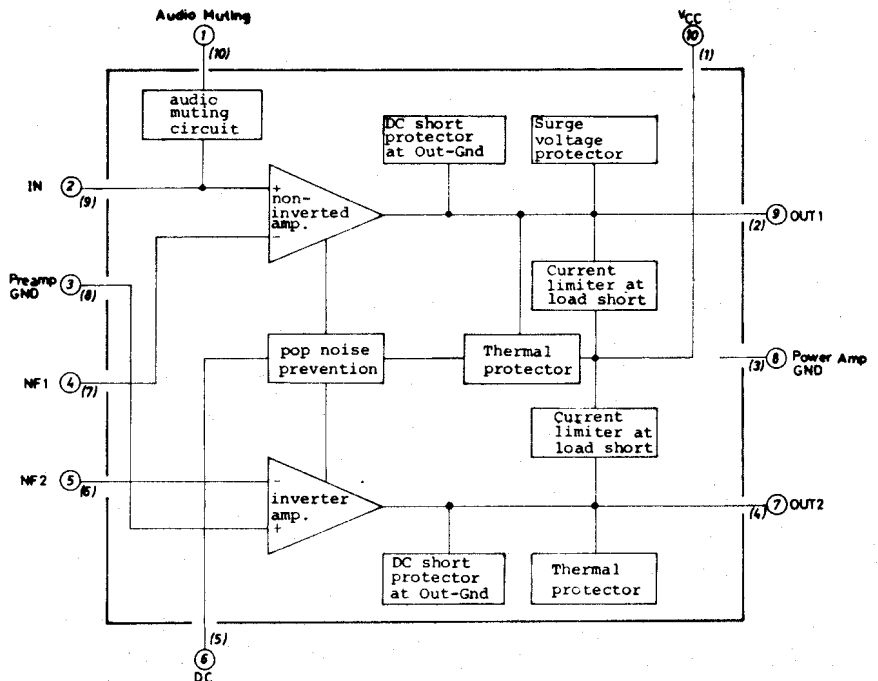 Audio Muting
1
(10)
VCC
10
(1)
audic
muting
circuit
DC short
protector
at Out-Gnd
Surge
voltage
protector
IN
2
(9)
+
non-
inverted
amp.
-
9
OUT1
(2)
Preamp
GND
3
(8)
Current
limiter at
load short
pop noise
prevention
Thermal
protector
8
Power Amp
GND
(3)
NF1
4
(7)
Current
limiter at
load short
NF2
5
(6)
-
inverter
amp.
+
7
OUT2
(4)
DC short
protector
at Out-Gnd
Thermal
protector
(5)
6
DC